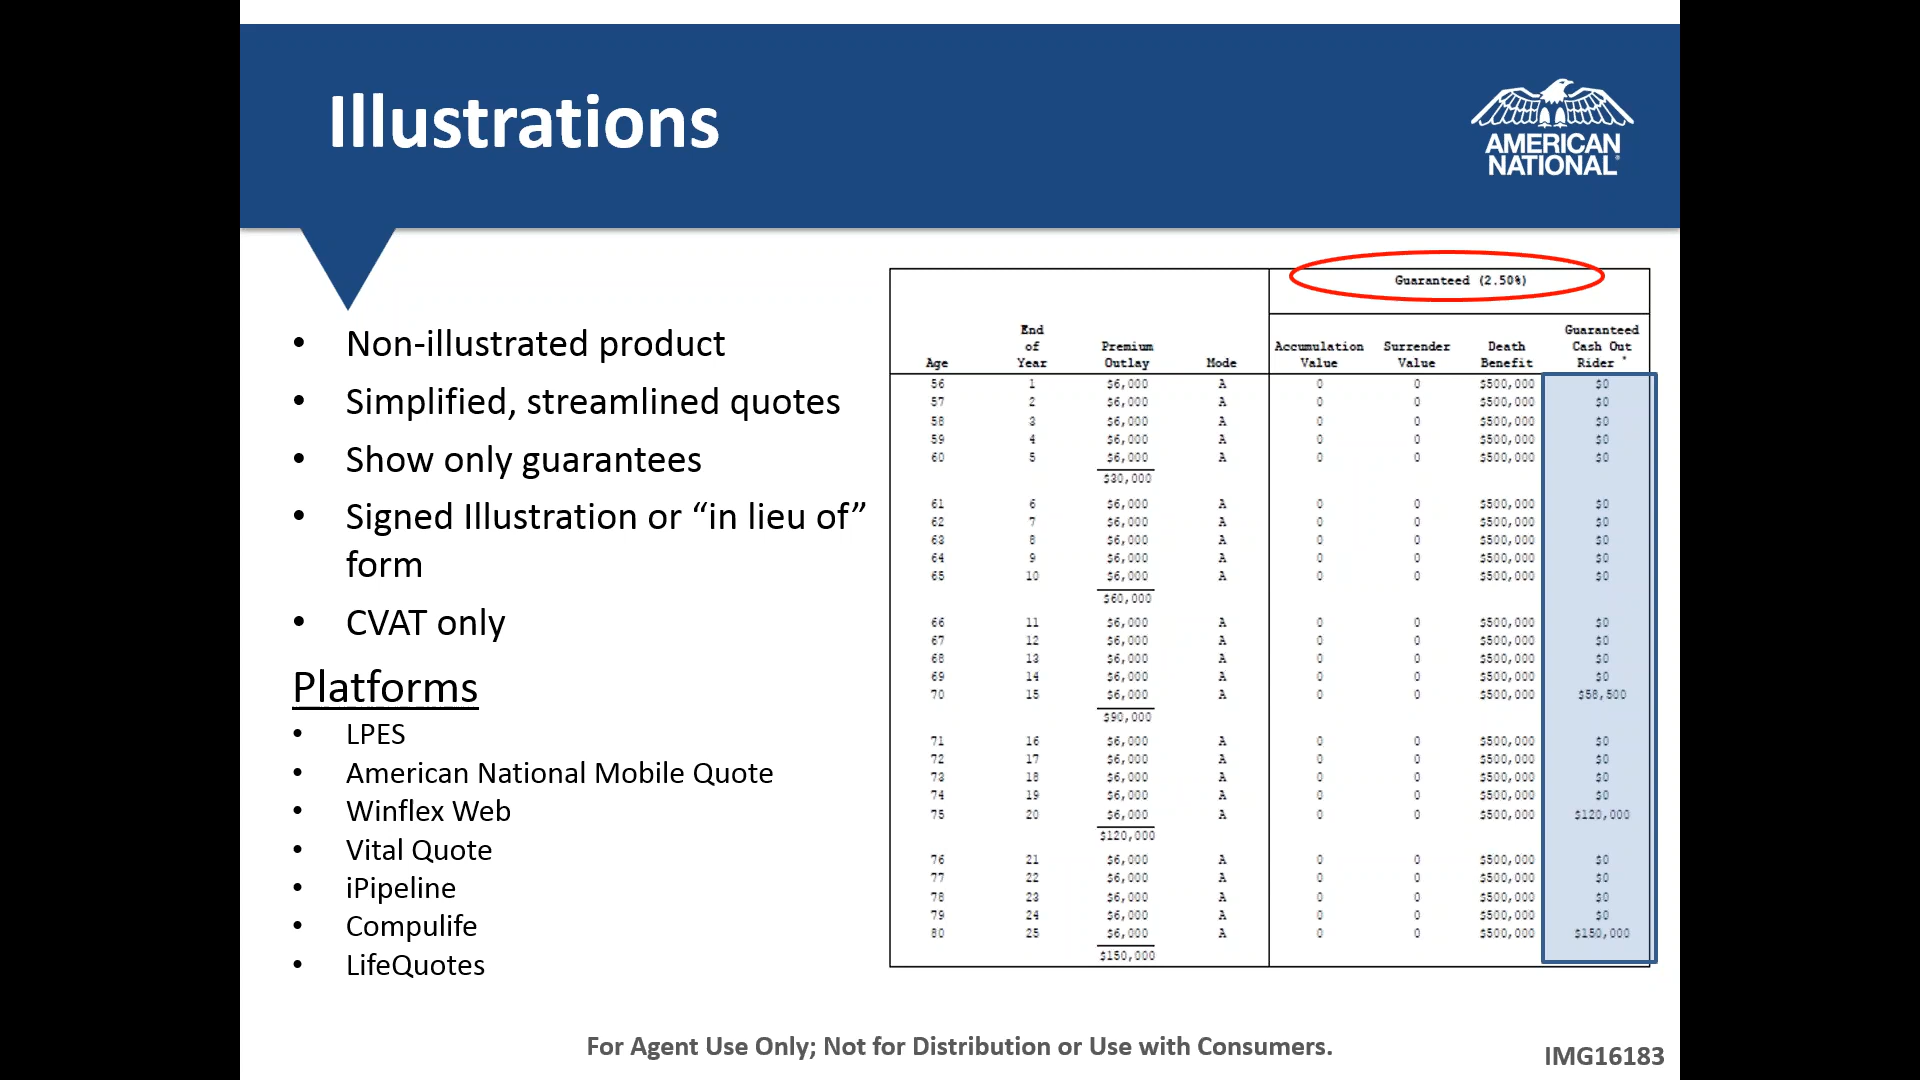 Illustrations
AMERICAN
NATIONAL®
• Non-illustrated product
• Simplified, streamlined quotes
• Show only guarantees
• Signed Illustration or “in lieu of”
form
• CVAT only
Platforms
• LPES
• American National Mobile Quote
• Winflex Web
• Vital Quote
• iPipeline
• Compulife
• LifeQuotes
Guaranteed (2.50%)
End Guaranteed
of Premium Accumulation Surrender Death Cash Out
Age Year Outlay Mode Value Value Benefit Rider *
56 1 $6,000 A 0 0 $500,000 $0
57 2 $6,000 A 0 0 $500,000 $0
58 3 $6,000 A 0 0 $500,000 $0
59 4 $6,000 A 0 0 $500,000 $0
60 5 $6,000 A 0 0 $500,000 $0
$30,000
61 6 $6,000 A 0 0 $500,000 $0
62 7 $6,000 A 0 0 $500,000 $0
63 8 $6,000 A 0 0 $500,000 $0
64 9 $6,000 A 0 0 $500,000 $0
65 10 $6,000 A 0 0 $500,000 $0
$60,000
66 11 $6,000 A 0 0 $500,000 $0
67 12 $6,000 A 0 0 $500,000 $0
68 13 $6,000 A 0 0 $500,000 $0
69 14 $6,000 A 0 0 $500,000 $0
70 15 $6,000 A 0 0 $500,000 $58,500
$90,000
71 16 $6,000 A 0 0 $500,000 $0
72 17 $6,000 A 0 0 $500,000 $0
73 18 $6,000 A 0 0 $500,000 $0
74 19 $6,000 A 0 0 $500,000 $0
75 20 $6,000 A 0 0 $500,000 $120,000
$120,000
76 21 $6,000 A 0 0 $500,000 $0
77 22 $6,000 A 0 0 $500,000 $0
78 23 $6,000 A 0 0 $500,000 $0
79 24 $6,000 A 0 0 $500,000 $0
80 25 $6,000 A 0 0 $500,000 $150,000
$150,000
For Agent Use Only; Not for Distribution or Use with Consumers.
IMG16183